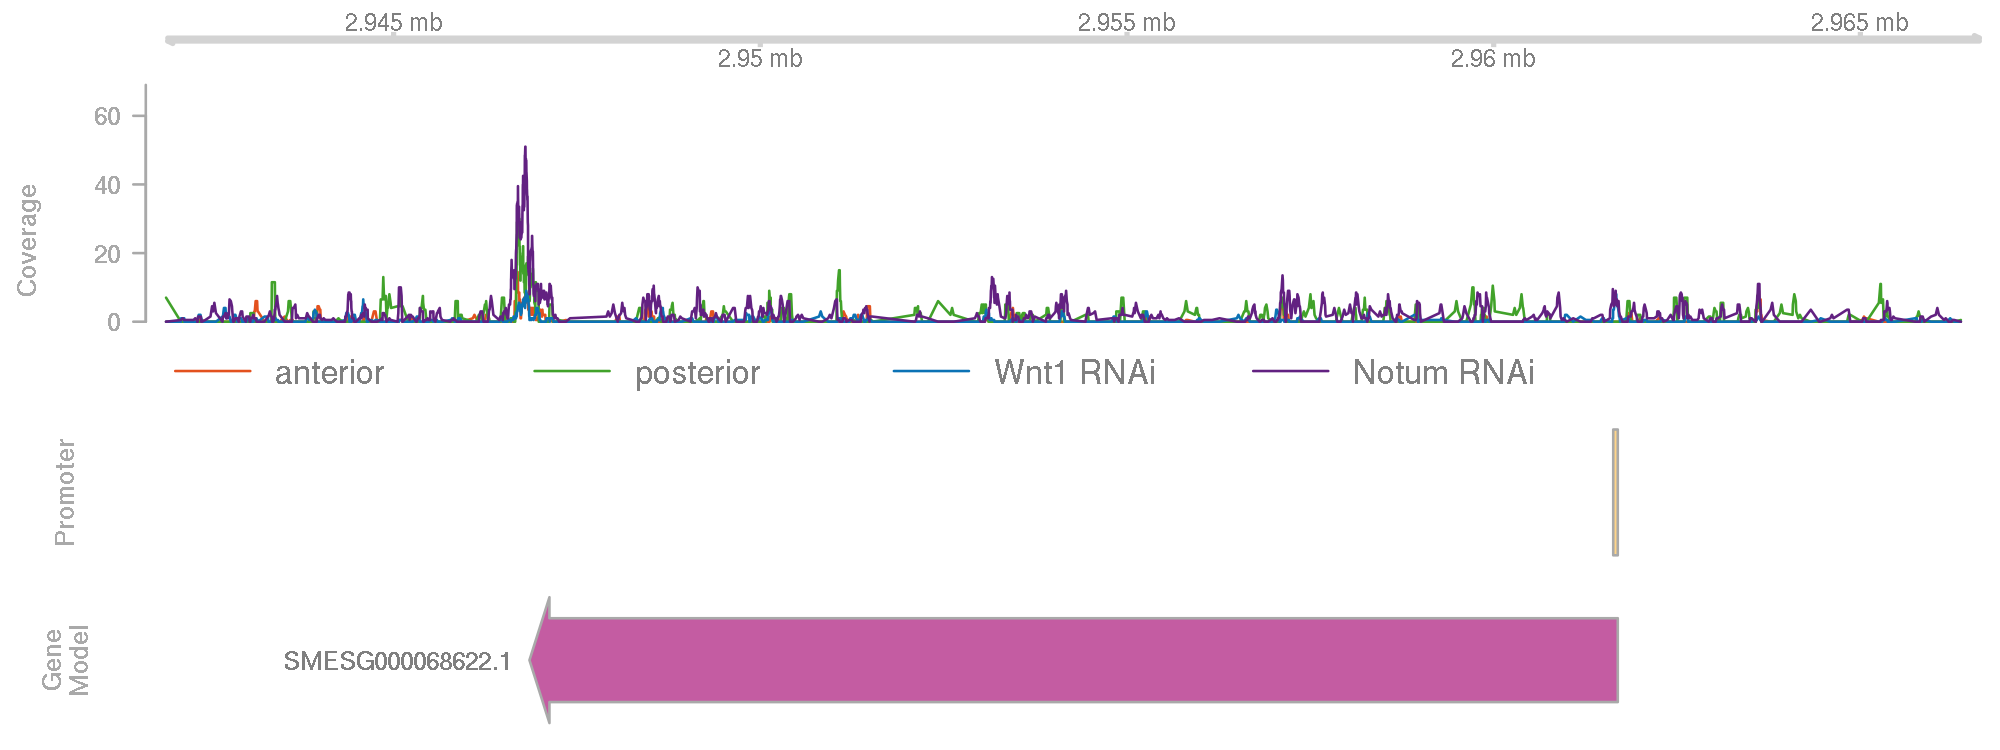 2.945 mb
2.955 mb
2.965 mb
2.95 mb
2.96 mb
Coverage
60
40
20
0
anterior
posterior
Wnt1 RNAi
Notum RNAi
Promoter
Gene
Model
SMESG000068622.1